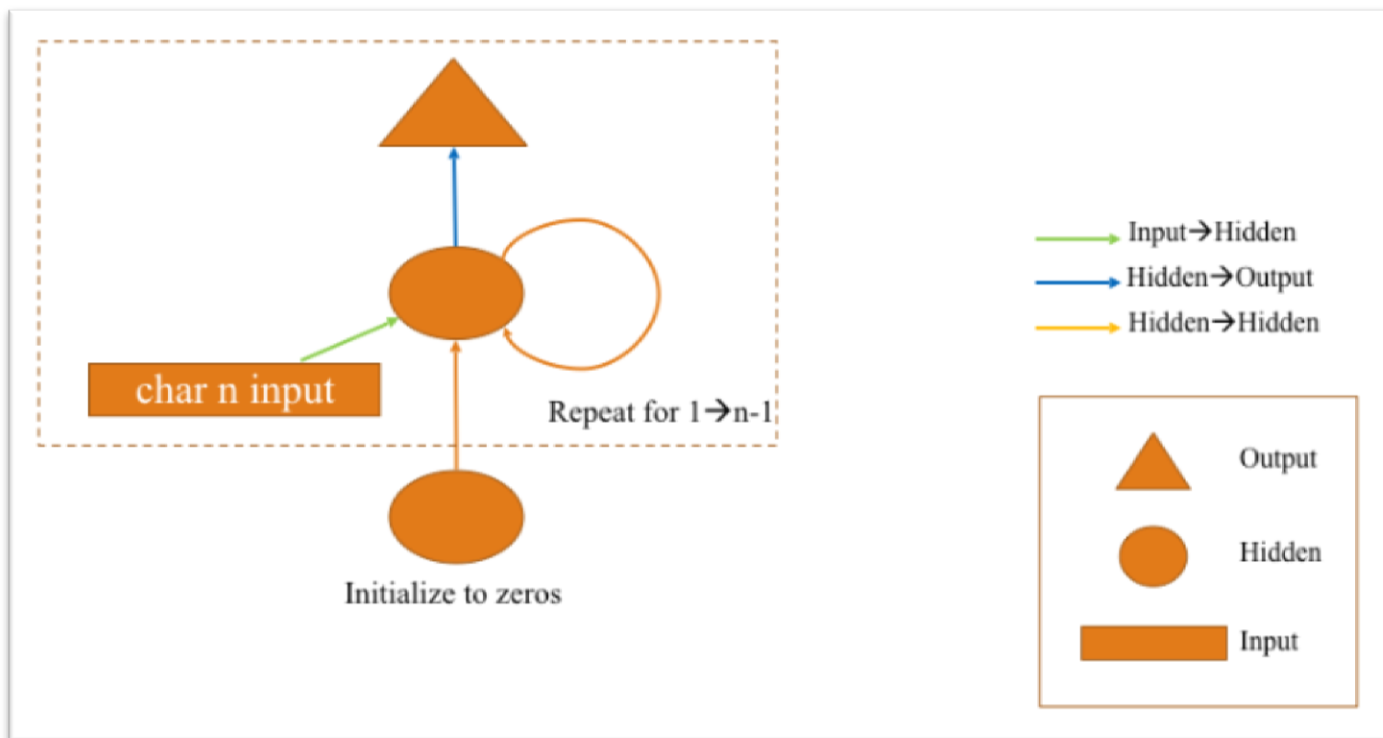 Input→Hidden
Hidden→Output
Hidden→Hidden
char n input
Repeat for 1→n-1
Initialize to zeros
Output
Hidden
Input